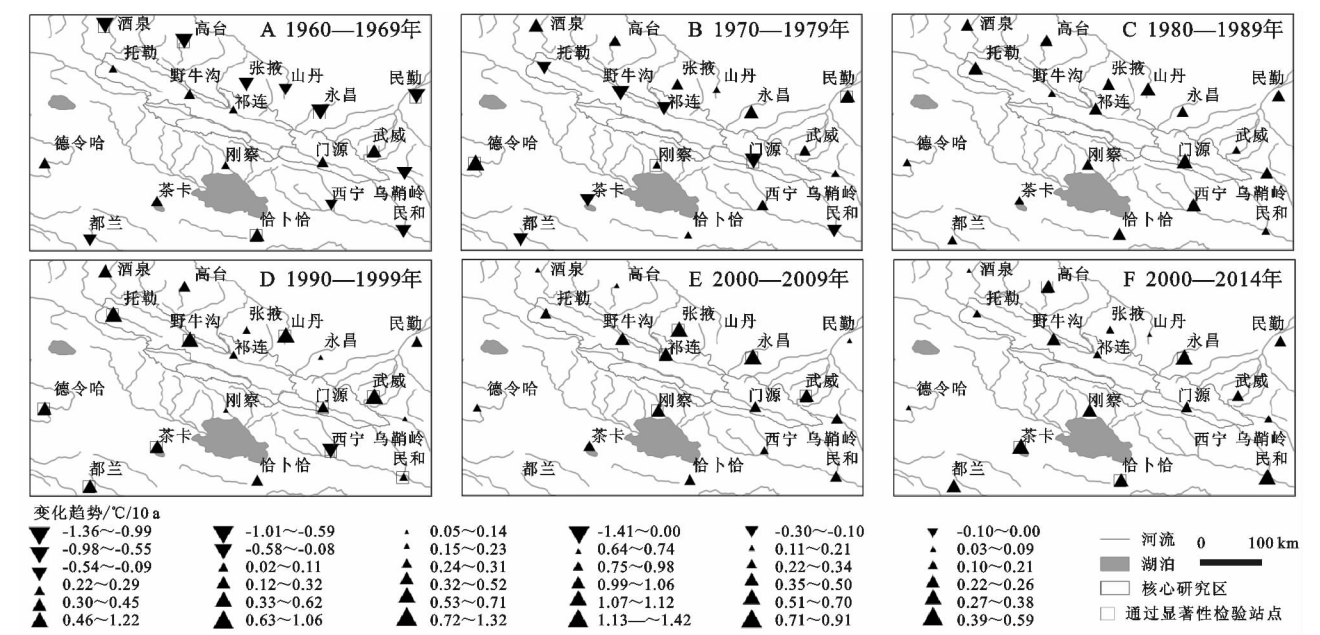 A 1960—1969年
酒泉
高台
托勒
野牛沟
张掖
山丹
民勤
祁连
永昌
德令哈
刚察
门源
武威
茶卡
西宁
乌鞘岭
都兰
恰卜恰
民和
B 1970—1979年
酒泉
高台
托勒
野牛沟
张掖
山丹
民勤
祁连
永昌
德令哈
刚察
门源
武威
茶卡
西宁
乌鞘岭
都兰
恰卜恰
民和
C 1980—1989年
酒泉
高台
托勒
野牛沟
张掖
山丹
民勤
祁连
永昌
德令哈
刚察
门源
武威
茶卡
西宁
乌鞘岭
都兰
恰卜恰
民和
D 1990—1999年
酒泉
高台
托勒
野牛沟
张掖
山丹
民勤
祁连
永昌
德令哈
刚察
门源
武威
茶卡
西宁
乌鞘岭
都兰
恰卜恰
民和
E 2000—2009年
酒泉
高台
托勒
野牛沟
张掖
山丹
民勤
祁连
永昌
德令哈
刚察
门源
武威
茶卡
西宁
乌鞘岭
都兰
恰卜恰
民和
F 2000—2014年
酒泉
高台
托勒
野牛沟
张掖
山丹
民勤
祁连
永昌
德令哈
刚察
门源
武威
茶卡
西宁
乌鞘岭
都兰
恰卜恰
民和
变化趋势/℃/10 a
-1.36～-0.99
-0.98～-0.55
-0.54～-0.09
0.22～0.29
0.30～0.45
0.46～1.22
-1.01～-0.59
-0.58～-0.08
0.02～0.11
0.12～0.32
0.33～0.62
0.63～1.06
0.05～0.14
0.15～0.23
0.24～0.31
0.32～0.52
0.53～0.71
0.72～1.32
-1.41～0.00
0.64～0.74
0.75～0.98
0.99～1.06
1.07～1.12
1.13—～1.42
-0.30～-0.10
0.11～0.21
0.22～0.34
0.35～0.50
0.51～0.70
0.71～0.91
-0.10～0.00
0.03～0.09
0.10～0.21
0.22～0.26
0.27～0.38
0.39～0.59
河流
湖泊
核心研究区
通过显著性检验站点
0 100 km